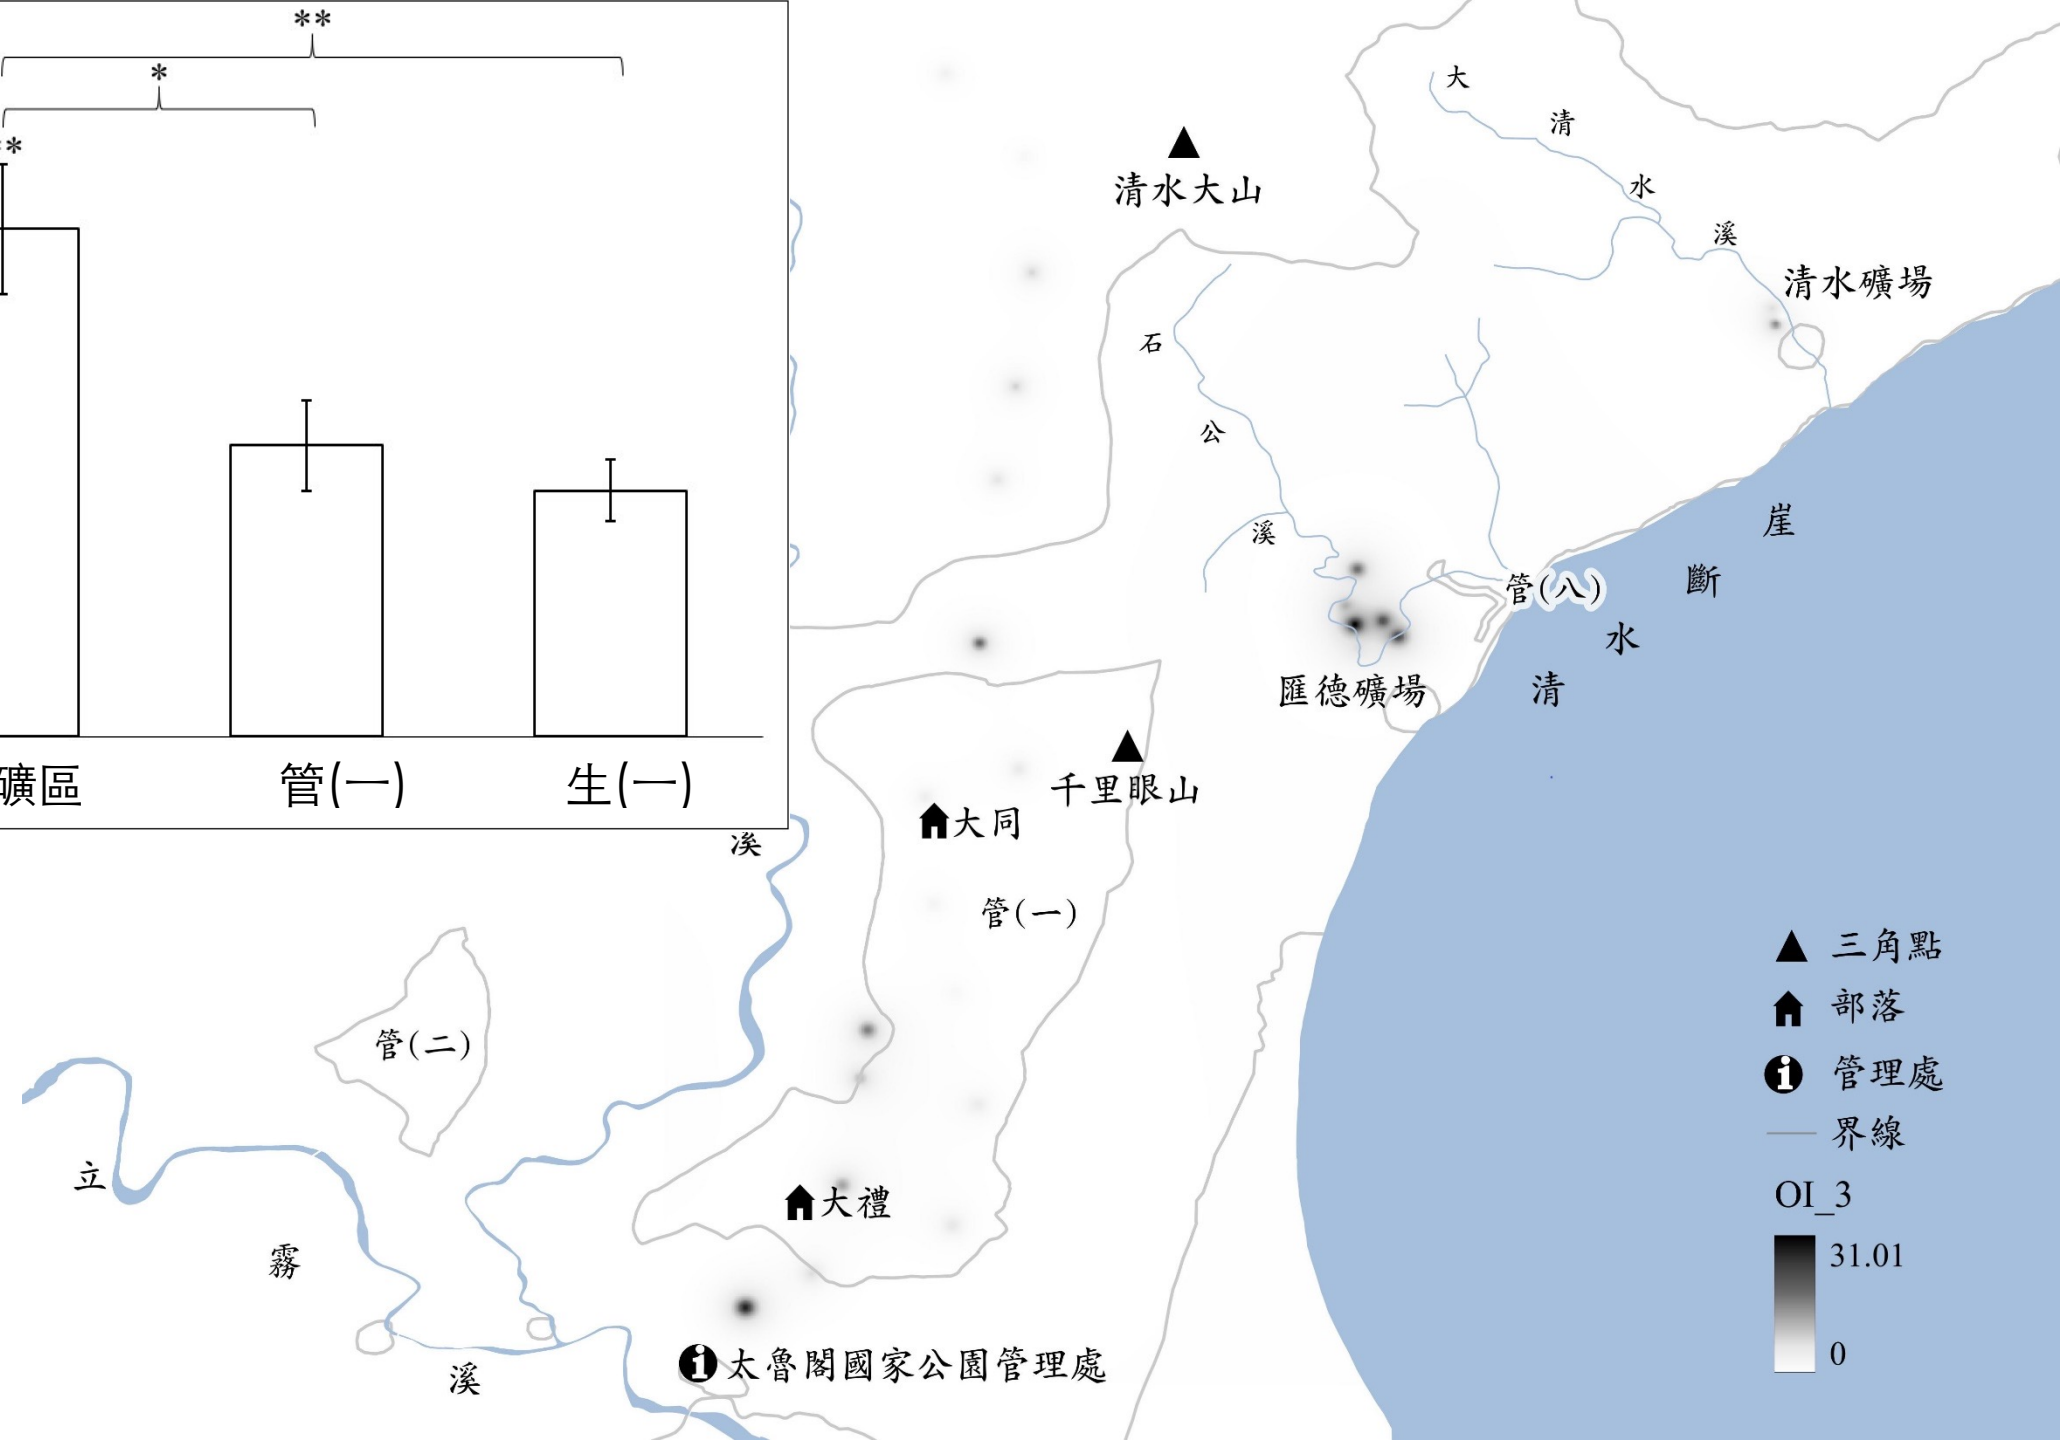 **
*
**
礦區
管(一)
生(一)
大
清
水
溪
清水大山
清水礦場
石
公
溪
管(八)
崖
斷
水
清
匯德礦場
千里眼山
大同
管(一)
溪
管(二)
立
霧
溪
大禮
太魯閣國家公園管理處
三角點
部落
管理處
界線
OI_3
31.01
0